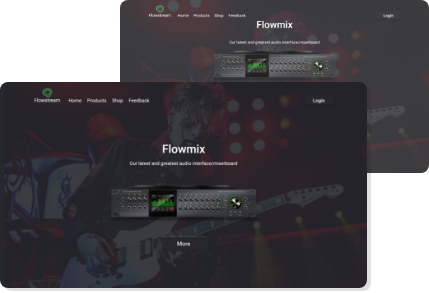 Flowstream Home Products Shop Feedback Login
Flowmix
Our latest and greatest audio interface/mixerboard
Flowstream Home Products Shop Feedback Login
Flowmix
Our latest and greatest audio interface/mixerboard
More